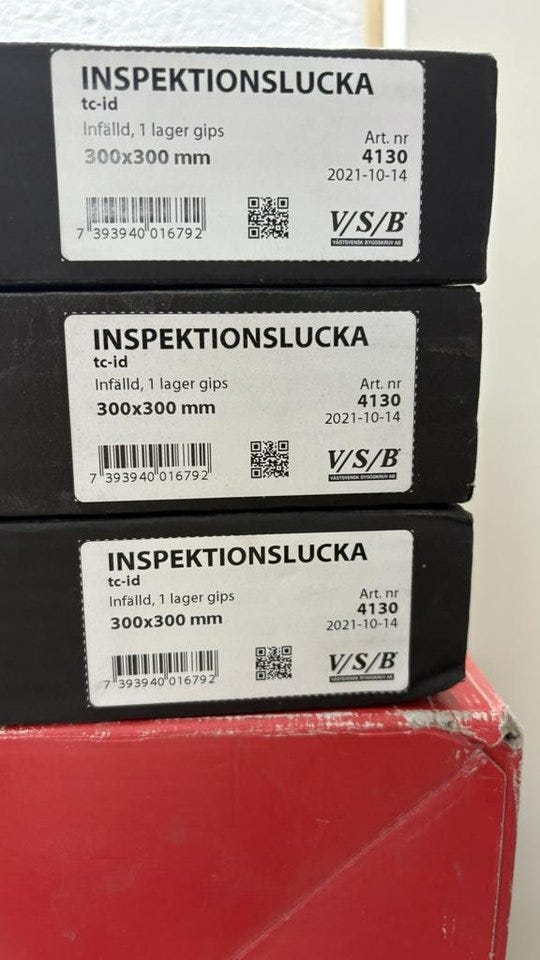 INSPEKTIONSLUCKA
tc-id
Infälld, 1 lager gips
300x300 mm
Art. nr
4130
2021-10-14
7 393940 016792
V/S/B
VÄSTSVENSK BYGGSKRUV AB
INSPEKTIONSLUCKA
tc-id
Infälld, 1 lager gips
300x300 mm
Art. nr
4130
2021-10-14
7 393940 016792
V/S/B
VÄSTSVENSK BYGGSKRUV AB
INSPEKTIONSLUCKA
tc-id
Infälld, 1 lager gips
300x300 mm
Art. nr
4130
2021-10-14
7 393940 016792
V/S/B
VÄSTSVENSK BYGGSKRUV AB